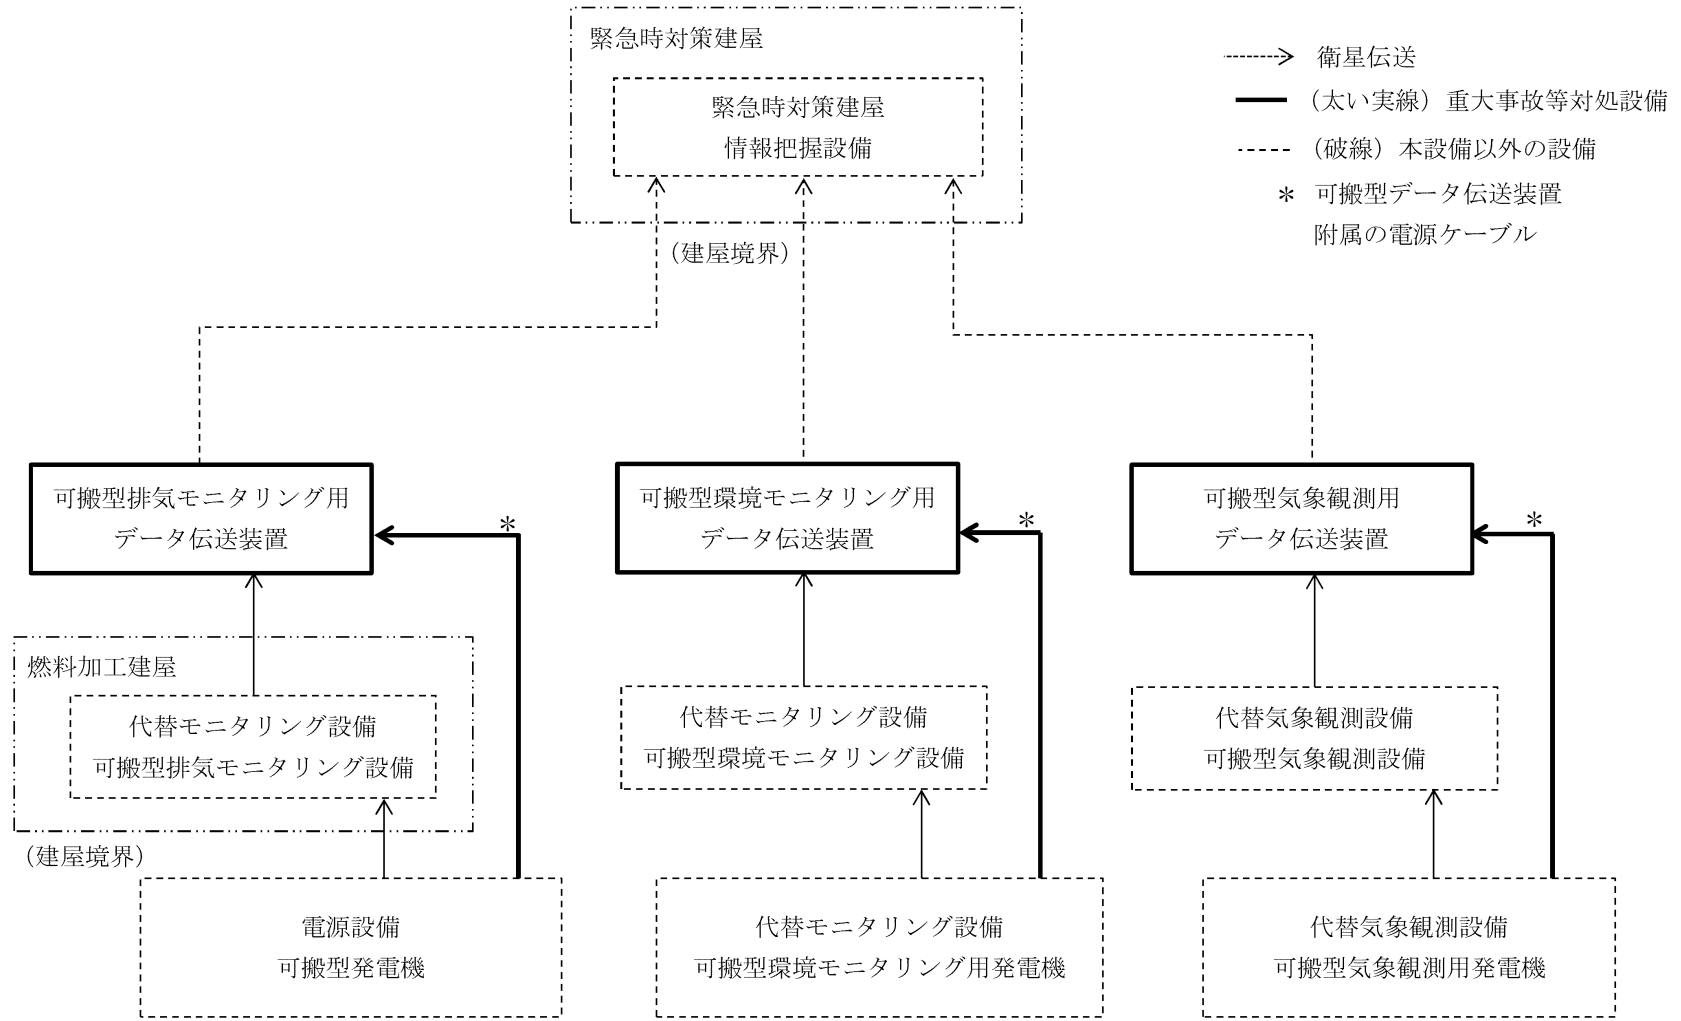 緊急時対策建屋
緊急時対策建屋
情報把握設備
（建屋境界）
衛星伝送
（太い実線）重大事故等対処設備
（破線）本設備以外の設備
＊ 可搬型データ伝送装置
附属の電源ケーブル
可搬型排気モニタリング用
データ伝送装置
＊
可搬型環境モニタリング用
データ伝送装置
＊
可搬型気象観測用
データ伝送装置
＊
燃料加工建屋
代替モニタリング設備
可搬型排気モニタリング設備
（建屋境界）
代替モニタリング設備
可搬型環境モニタリング設備
代替気象観測設備
可搬型気象観測設備
電源設備
可搬型発電機
代替モニタリング設備
可搬型環境モニタリング用発電機
代替気象観測設備
可搬型気象観測用発電機